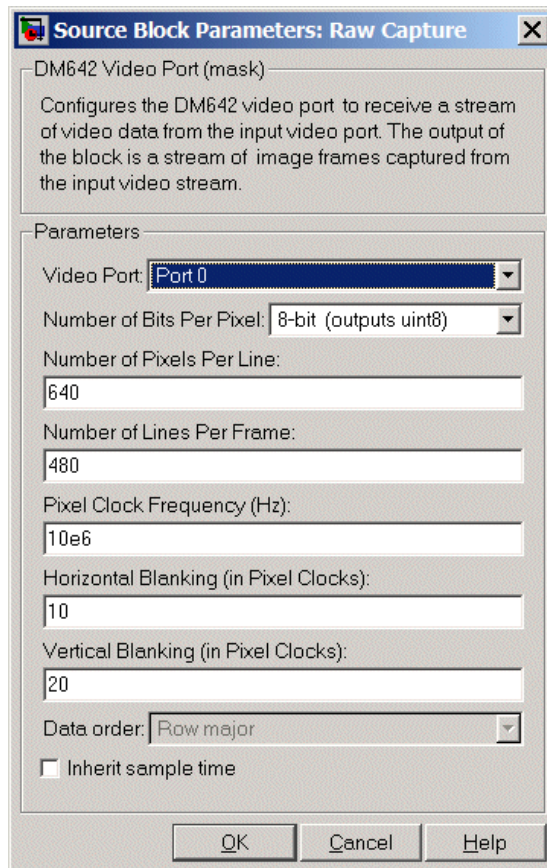 Source Block Parameters: Raw Capture
DM642 Video Port (mask)
Configures the DM642 video port to receive a stream
of video data from the input video port. The output of
the block is a stream of image frames captured from
the input video stream.
Parameters
Video Port: Port 0
Number of Bits Per Pixel: 8-bit (outputs uint8)
Number of Pixels Per Line:
640
Number of Lines Per Frame:
480
Pixel Clock Frequency (Hz):
10e6
Horizontal Blanking (in Pixel Clocks):
10
Vertical Blanking (in Pixel Clocks):
20
Data order: Row major
Inherit sample time
OK Cancel Help